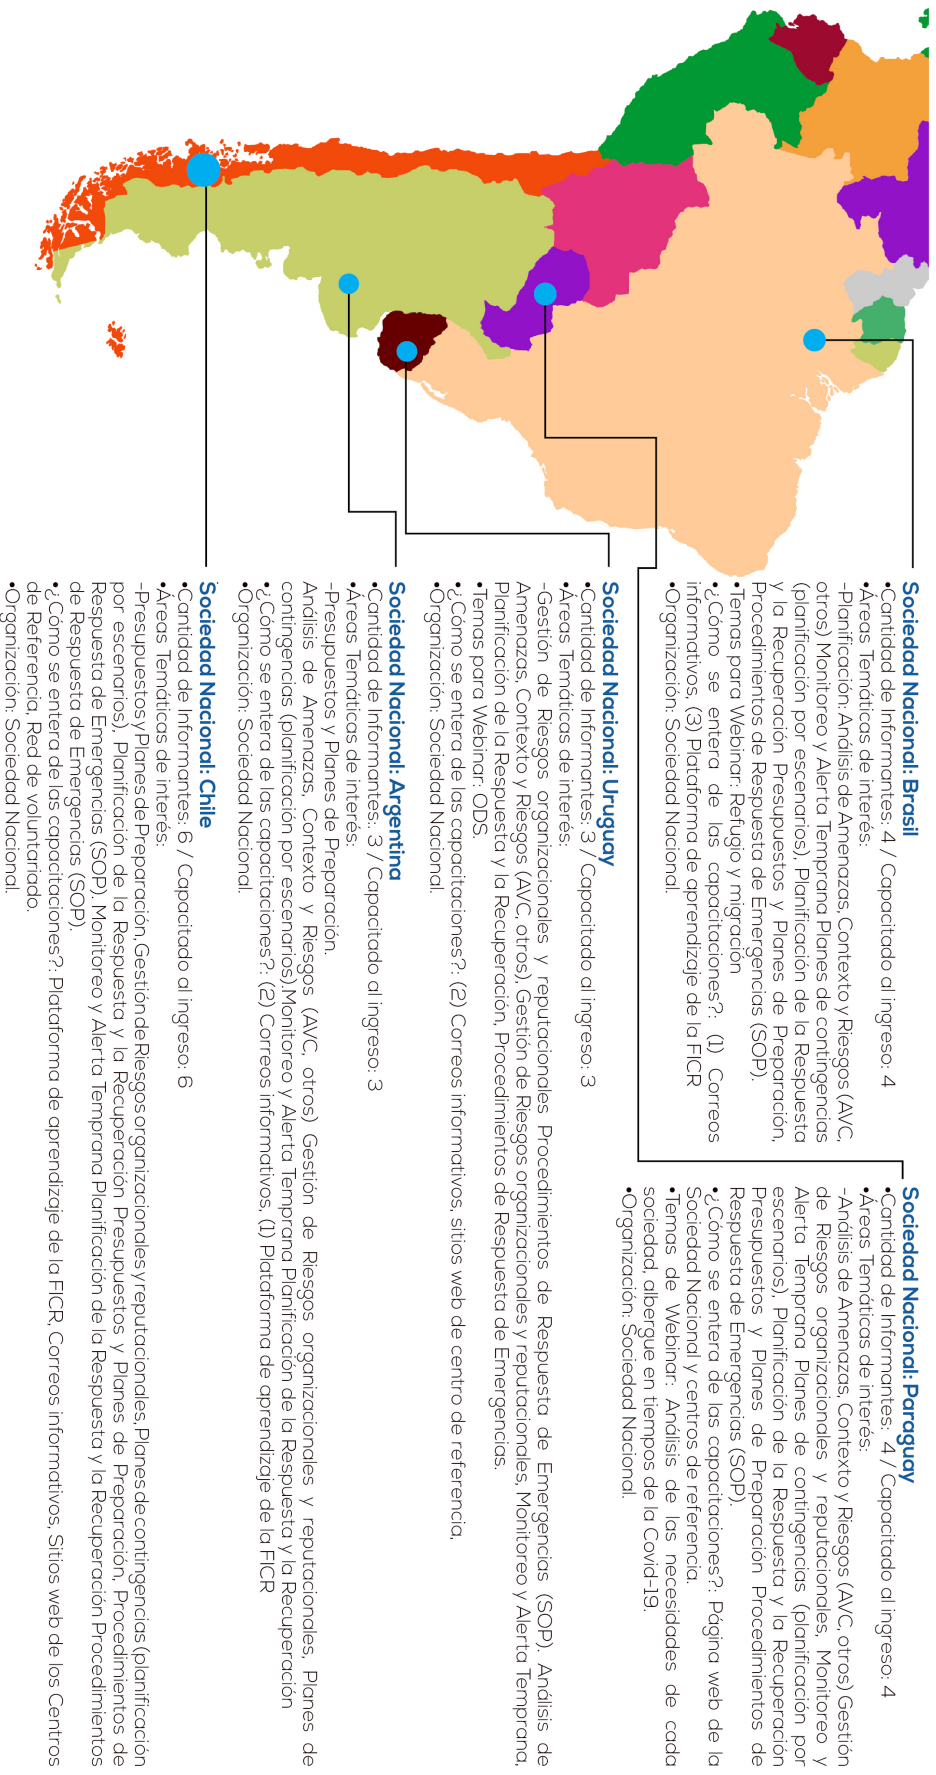 Sociedad Nacional: Brasil
•Cantidad de Informantes: 4 / Capacitado al ingreso: 4
•Áreas Temáticas de interés:
-Planificación: Análisis de Amenazas, Contexto y Riesgos (AVC,
otros) Monitoreo y Alerta Temprana Planes de contingencias
(planificación por escenarios), Planificación de la Respuesta
y la Recuperación Presupuestos y Planes de Preparación,
Procedimientos de Respuesta de Emergencias (SOP).
•Temas para Webinar: Refugio y migración
•¿Cómo se entera de las capacitaciones?: (1) Correos
informativos, (3) Plataforma de aprendizaje de la FICR
•Organización: Sociedad Nacional.
Sociedad Nacional: Paraguay
•Cantidad de Informantes: 4 / Capacitado al ingreso: 4
•Áreas Temáticas de interés:
-Análisis de Amenazas, Contexto y Riesgos (AVC, otros) Gestión
de Riesgos organizacionales y reputacionales, Monitoreo y
Alerta Temprana Planes de contingencias (planificación por
escenarios), Planificación de la Respuesta y la Recuperación
Presupuestos y Planes de Preparación Procedimientos de
Respuesta de Emergencias (SOP).
•¿Cómo se entera de las capacitaciones?: Página web de la
Sociedad Nacional y centros de referencia.
•Temas de Webinar: Análisis de las necesidades de cada
sociedad, albergue en tiempos de la Covid-19.
•Organización: Sociedad Nacional.
Sociedad Nacional: Uruguay
•Cantidad de Informantes: 3 / Capacitado al ingreso: 3
•Áreas Temáticas de interés:
-Gestión de Riesgos organizacionales y reputacionales Procedimientos de Respuesta de Emergencias (SOP), Análisis de
Amenazas, Contexto y Riesgos (AVC, otros), Gestión de Riesgos organizacionales y reputacionales, Monitoreo y Alerta Temprana,
Planificación de la Respuesta y la Recuperación, Procedimientos de Respuesta de Emergencias.
•Temas para Webinar: ODS.
•¿Cómo se entera de las capacitaciones?: (2) Correos informativos, sitios web de centro de referencia,
•Organización: Sociedad Nacional.
Sociedad Nacional: Argentina
•Cantidad de Informantes: 3 / Capacitado al ingreso: 3
•Áreas Temáticas de interés:
-Presupuestos y Planes de Preparación.
Análisis de Amenazas, Contexto y Riesgos (AVC, otros) Gestión de Riesgos organizacionales y reputacionales, Planes de
contingencias (planificación por escenarios),Monitoreo y Alerta Temprana Planificación de la Respuesta y la Recuperación
•¿Cómo se entera de las capacitaciones?: (2) Correos informativos, (1) Plataforma de aprendizaje de la FICR
•Organización: Sociedad Nacional.
Sociedad Nacional: Chile
•Cantidad de Informantes: 6 / Capacitado al ingreso: 6
•Áreas Temáticas de interés:
-Presupuestos y Planes de Preparación, Gestión de Riesgos organizacionales y reputacionales, Planes de contingencias (planificación
por escenarios), Planificación de la Respuesta y la Recuperación Presupuestos y Planes de Preparación, Procedimientos de
Respuesta de Emergencias (SOP). Monitoreo y Alerta Temprana Planificación de la Respuesta y la Recuperación Procedimientos
de Respuesta de Emergencias (SOP).
•¿Cómo se entera de las capacitaciones?: Plataforma de aprendizaje de la FICR, Correos informativos, Sitios web de los Centros
de Referencia, Red de voluntariado.
•Organización: Sociedad Nacional.